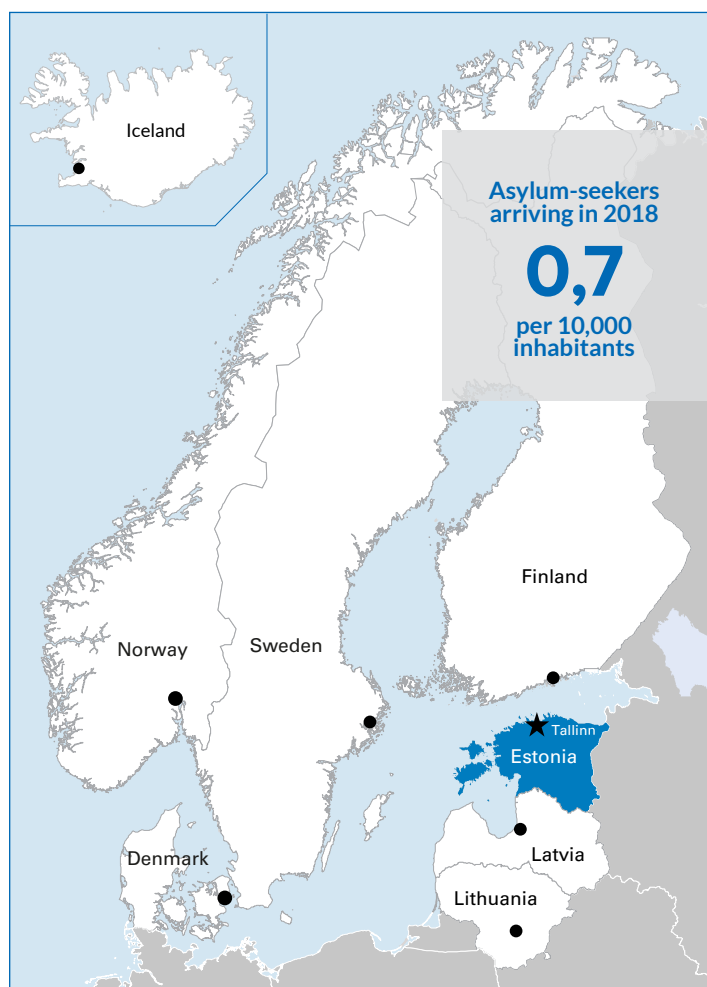 Iceland
Asylum-seekers
arriving in 2018
0,7
per 10,000
inhabitants
Finland
Norway
Sweden
Tallinn
Estonia
Denmark
Latvia
Lithuania